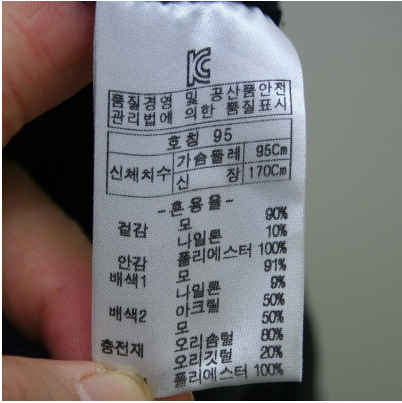 KC
품질경영 및 공산품안전
관리법에 의한 품질표시
호칭 95
신체치수 가슴둘레 95Cm
신 장 170Cm
-혼용율-
겉감 모 90%
나일론 10%
안감 폴리에스터 100%
배색1 모 91%
나일론 9%
배색2 아크릴 50%
모 50%
충전재 오리솜털 80%
오리깃털 20%
폴리에스터 100%